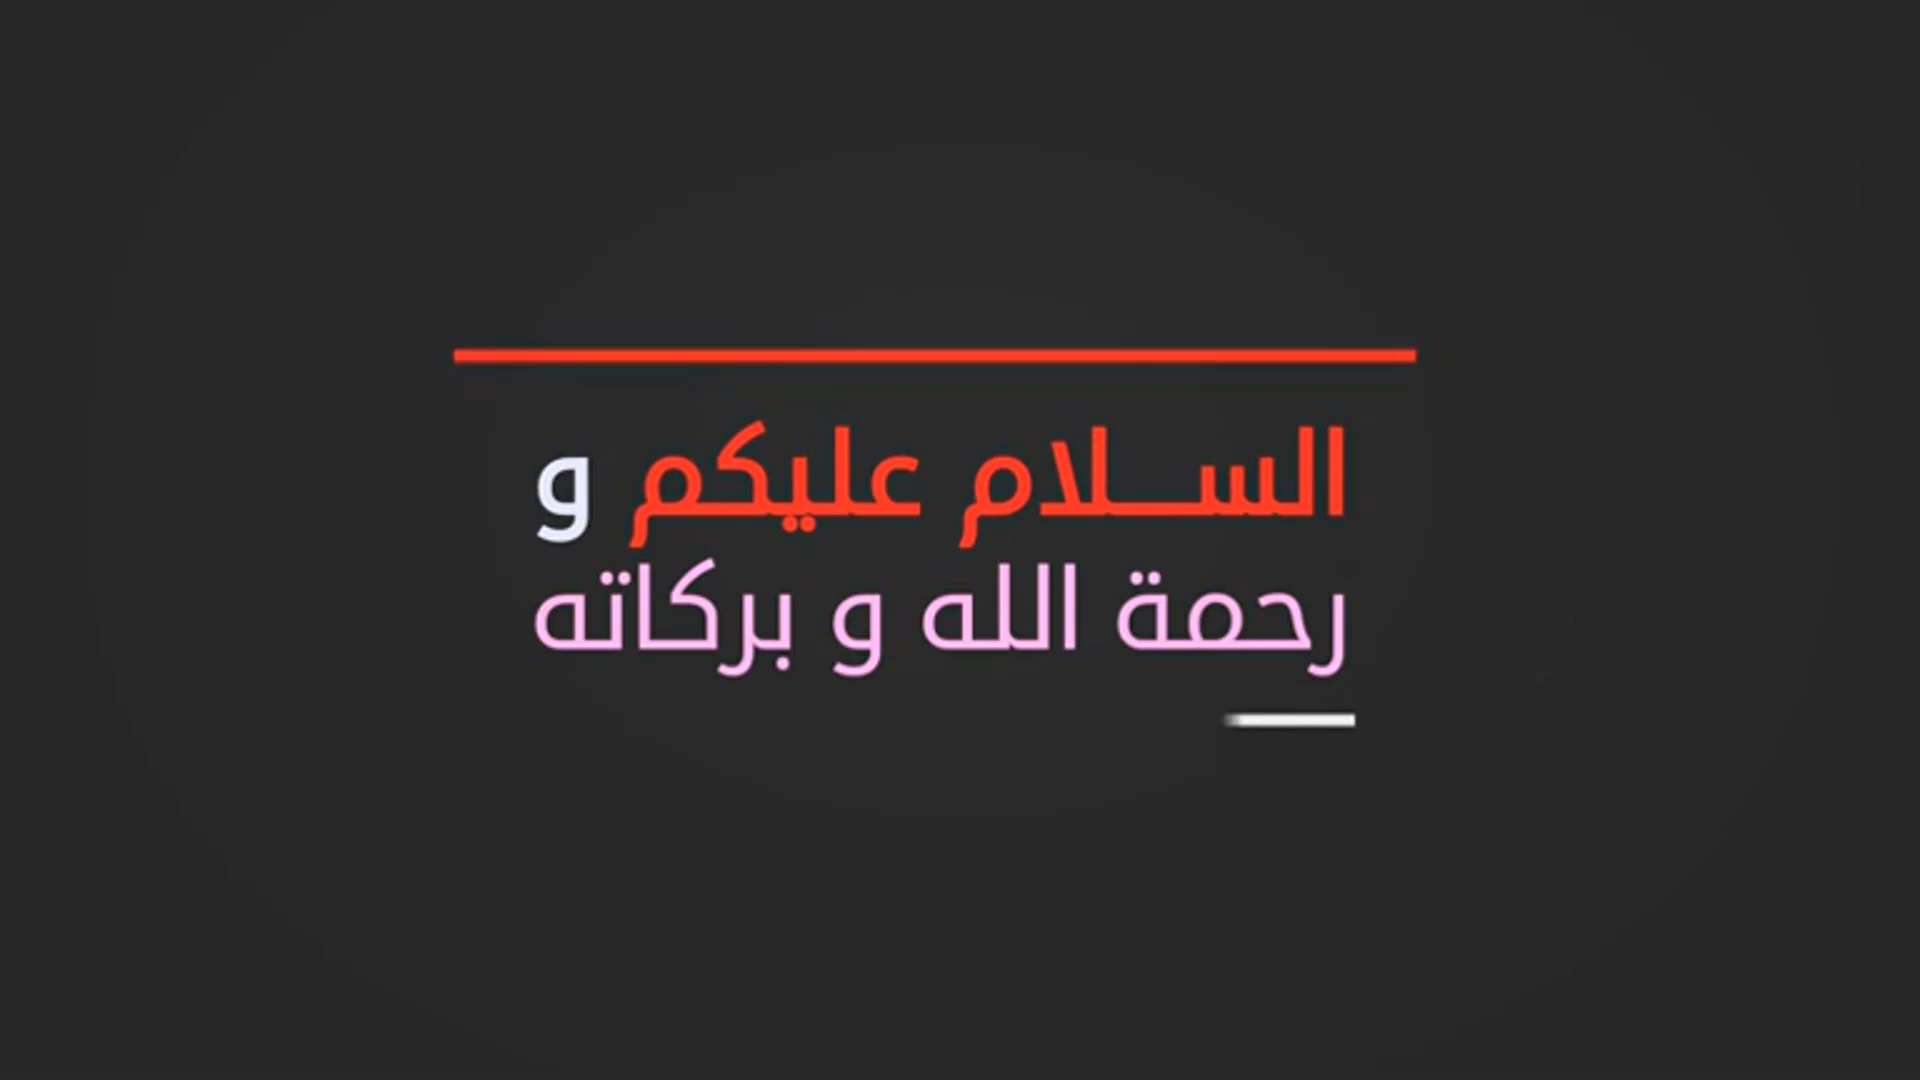 السـلام عليكم و
رحمة الله و بركاته